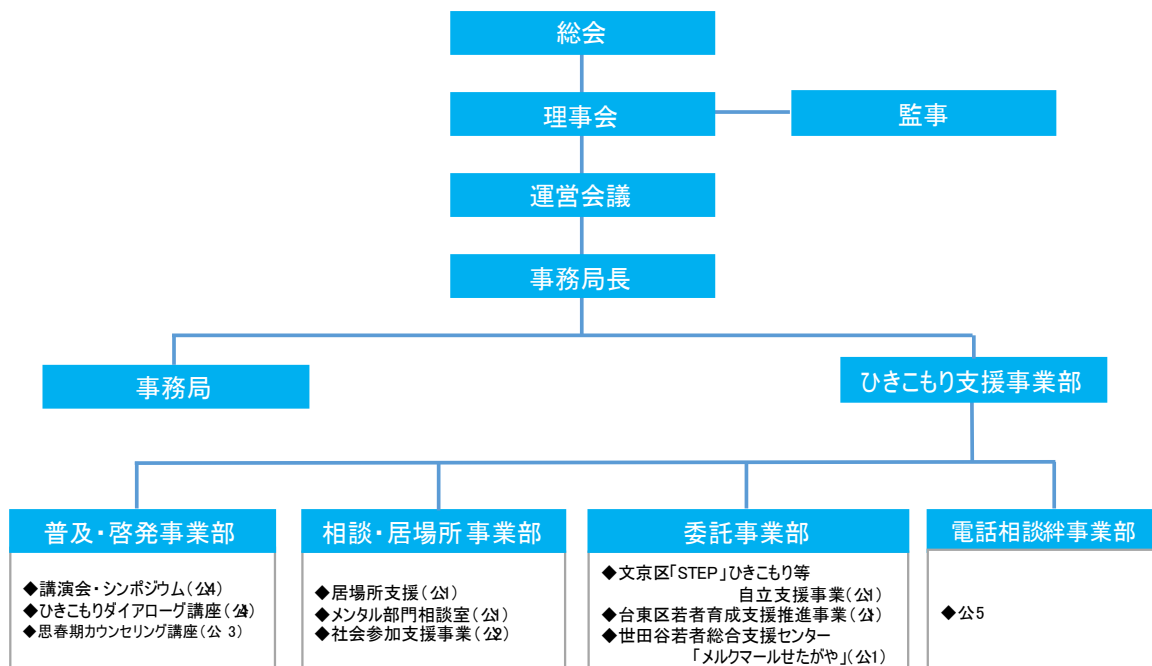 総会
理事会
監事
運営会議
事務局長
事務局
ひきこもり支援事業部
普及・啓発事業部
◆講演会・シンポジウム(公4)
◆ひきこもりダイアローグ講座(公)
◆思春期カウンセリング講座(公 3)
相談・居場所事業部
◆居場所支援(公1)
◆メンタル部門相談室(公1)
◆社会参加支援事業(公2)
委託事業部
◆文京区「STEP」ひきこもり等
自立支援事業(公1)
◆台東区若者育成支援推進事業(公1)
◆世田谷若者総合支援センター
「メルクマールせたがや」(公1)
電話相談絆事業部
◆公5